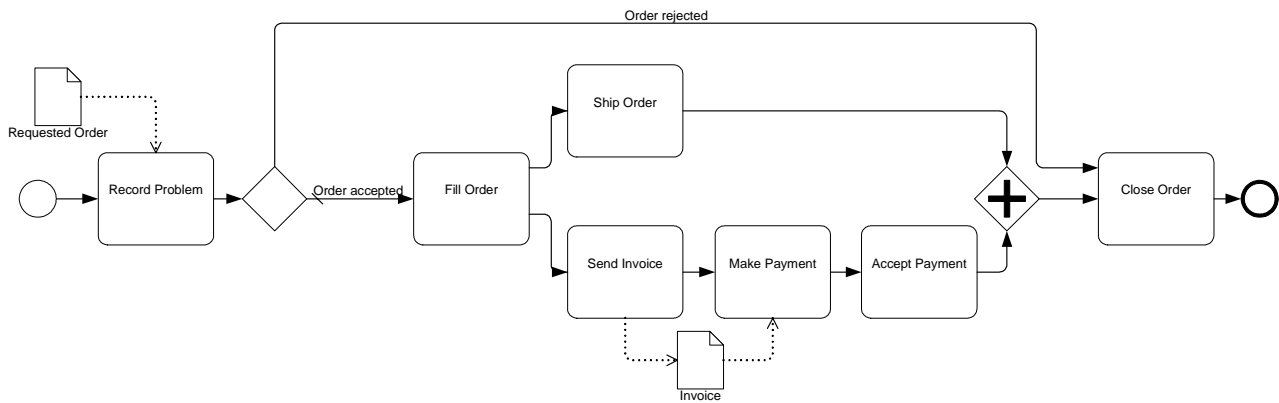 Order rejected
Ship Order
Requested Order
Record Problem
Order accepted
Fill Order
Close Order
Send Invoice
Make Payment
Accept Payment
Invoice